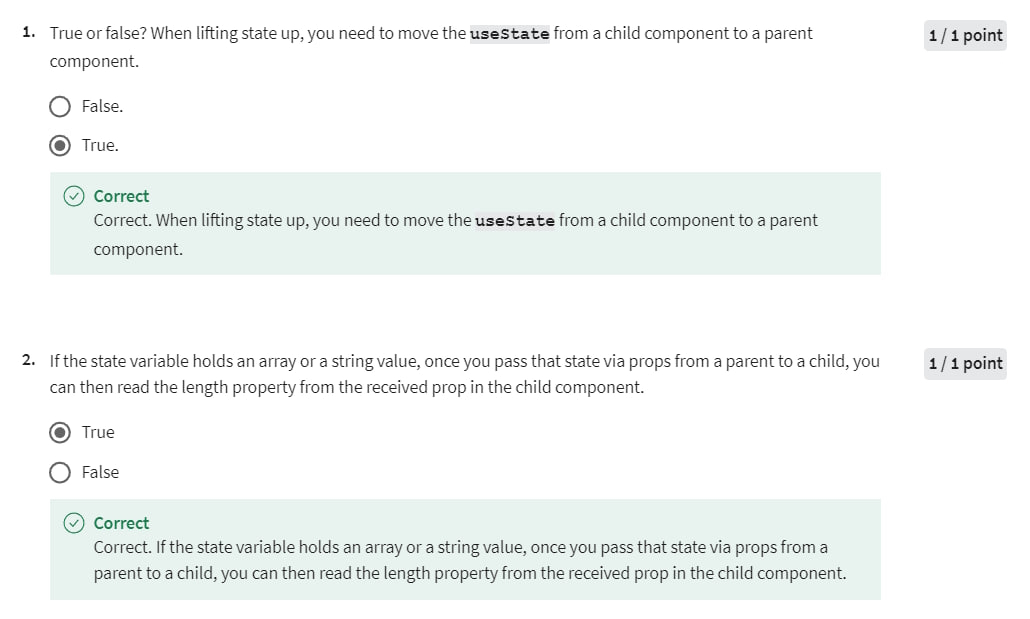 1. True or false? When lifting state up, you need to move the useState from a child component to a parent 1 / 1 point
component.
False.
True.
Correct
Correct. When lifting state up, you need to move the useState from a child component to a parent
component.
2. If the state variable holds an array or a string value, once you pass that state via props from a parent to a child, you 1 / 1 point
can then read the length property from the received prop in the child component.
True
False
Correct
Correct. If the state variable holds an array or a string value, once you pass that state via props from a
parent to a child, you can then read the length property from the received prop in the child component.